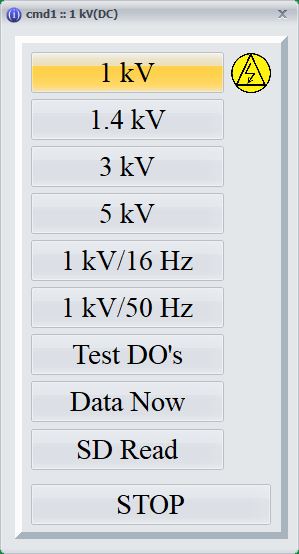 cmd1 :: 1 kV(DC)
1 kV
1.4 kV
3 kV
5 kV
1 kV/16 Hz
1 kV/50 Hz
Test DO's
Data Now
SD Read
STOP